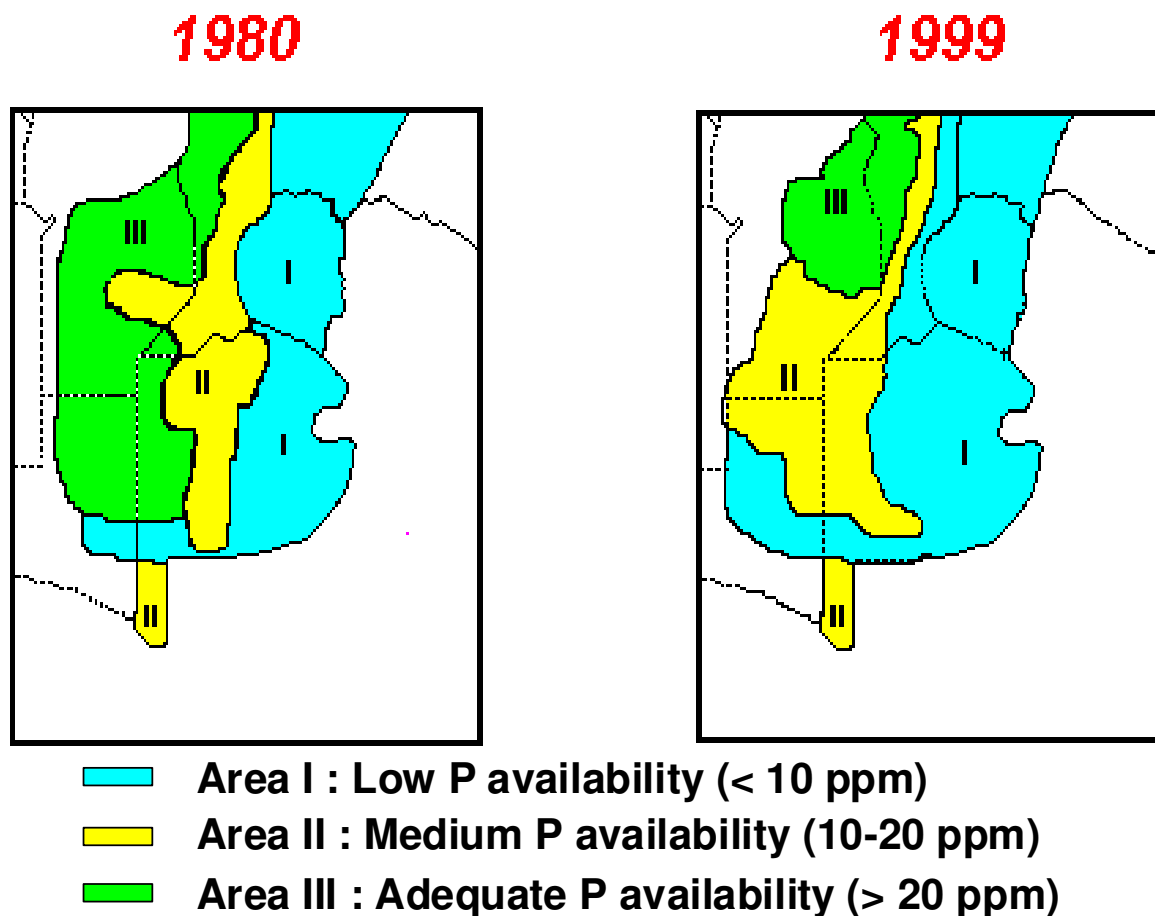 1980
1999
III
I
II
I
II
III
I
II
I
II
Area I : Low P availability (< 10 ppm)
Area II : Medium P availability (10-20 ppm)
Area III : Adequate P availability (> 20 ppm)